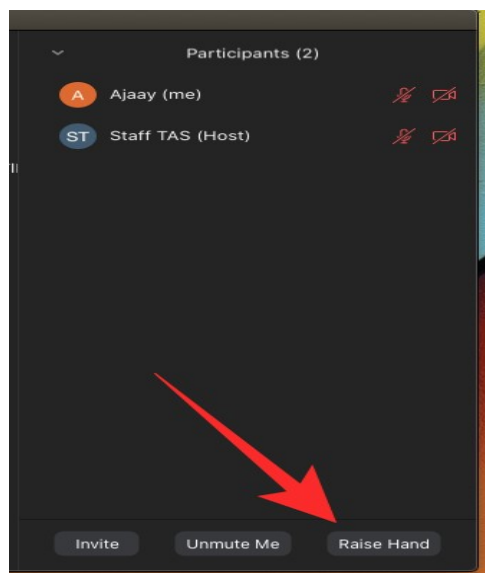 Participants (2)
A Ajaay (me)
ST Staff TAS (Host)
Invite Unmute Me Raise Hand